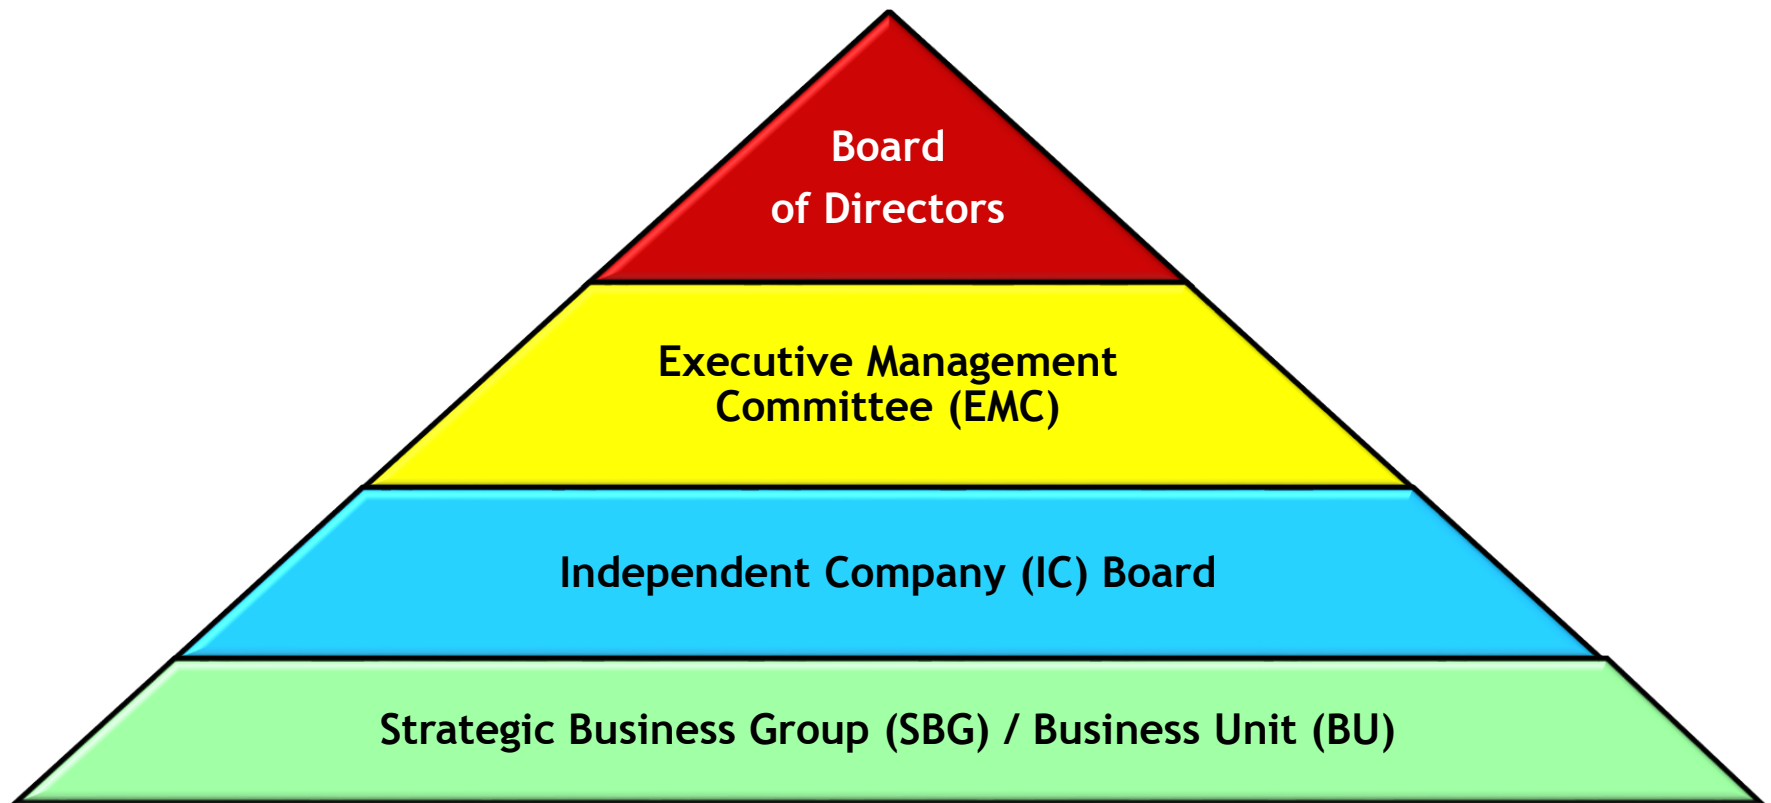 Board
of Directors
Executive Management
Committee (EMC)
Independent Company (IC) Board
Strategic Business Group (SBG) / Business Unit (BU)